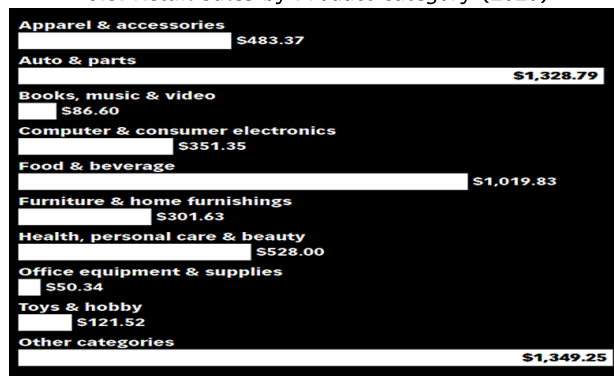 U.S. Retail Sales by Product Category (2020)
Apparel & accessories
$483.37
Auto & parts
$1,328.79
Books, music & video
$86.60
Computer & consumer electronics
$351.35
Food & beverage
$1,019.83
Furniture & home furnishings
$301.63
Health, personal care & beauty
$528.00
Office equipment & supplies
$50.34
Toys & hobby
$121.52
Other categories
$1,349.25